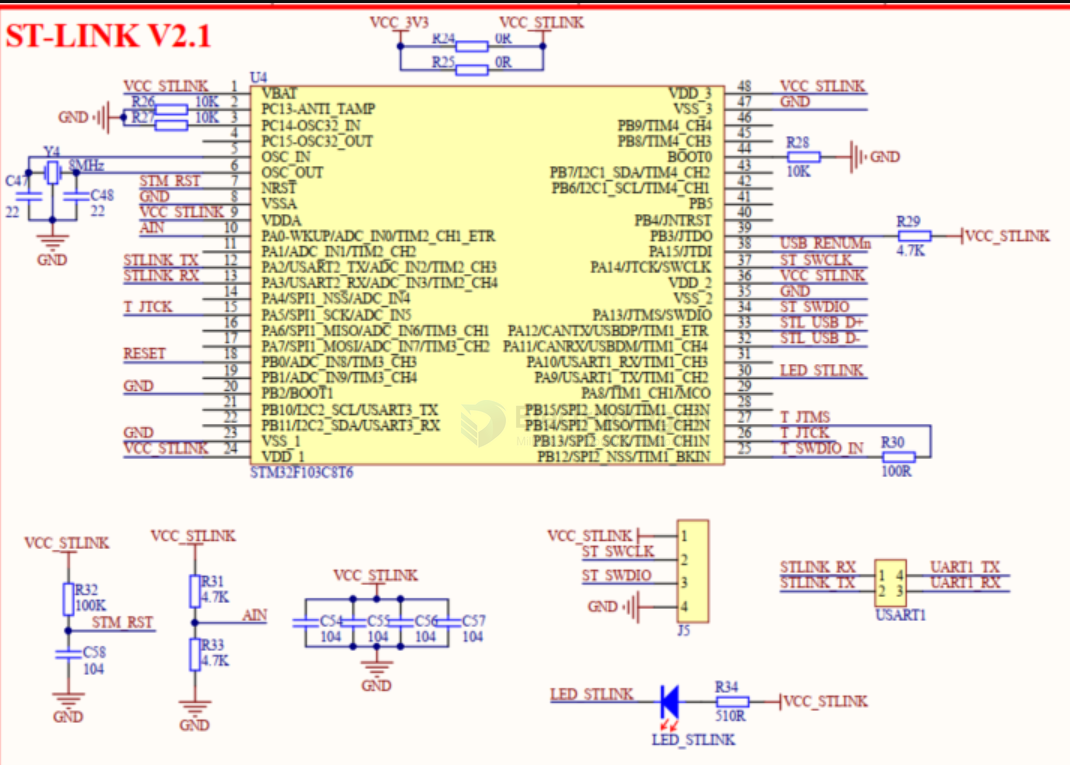 ST-LINK V2.1
VCC_3V3 VCC_STLINK
R24 0R
R25 0R
U4
VCC_STLINK 1 VBAT VDD_3 48 VCC_STLINK
R26 10K 2 PC13-ANTI_TAMP VSS_3 47 GND
GND R27 10K 3 PC14-OSC32_IN PB9/TIM4_CH4 46
4 PC15-OSC32_OUT PB8/TIM4_CH3 45 R28
Y4 5 OSC_IN BOOT0 44 10K GND
8MHz 6 OSC_OUT PB7/I2C1_SDA/TIM4_CH2 43
C47 22 C48 22 GND
STM_RST 7 NRST PB6/I2C1_SCL/TIM4_CH1 42
GND 8 VSSA PB5 41
VCC_STLINK 9 VDDA PB4/JNTRST 40
AIN 10 PA0-WKUP/ADC_IN0/TIM2_CH1_ETR PB3/JTDO 39 R29 4.7K VCC_STLINK
11 PA1/ADC_IN1/TIM2_CH2 PA15/JTDI 38 USB_RENUMn
STLINK_TX 12 PA2/USART2_TX/ADC_IN2/TIM2_CH3 PA14/JTCK/SWCLK 37 ST_SWCLK
STLINK_RX 13 PA3/USART2_RX/ADC_IN3/TIM2_CH4 VDD_2 36 VCC_STLINK
14 PA4/SPI1_NSS/ADC_IN4 VSS_2 35 GND
T_JTCK 15 PA5/SPI1_SCK/ADC_IN5 PA13/JTMS/SWDIO 34 ST_SWDIO
16 PA6/SPI1_MISO/ADC_IN6/TIM3_CH1 PA12/CANTX/USBDP/TIM1_ETR 33 STL_USB_D+
17 PA7/SPI1_MOSI/ADC_IN7/TIM3_CH2 PA11/CANRX/USBDM/TIM1_CH4 32 STL_USB_D-
RESET 18 PB0/ADC_IN8/TIM3_CH3 PA10/USART1_RX/TIM1_CH3 31
19 PB1/ADC_IN9/TIM3_CH4 PA9/USART1_TX/TIM1_CH2 30 LED_STLINK
GND 20 PB2/BOOT1 PA8/TIM1_CH1/MCO 29
21 PB10/I2C2_SCL/USART3_TX PB15/SPI2_MOSI/TIM1_CH3N 28
22 PB11/I2C2_SDA/USART3_RX PB14/SPI2_MISO/TIM1_CH2N 27 T_JTMS
GND 23 VSS_1 PB13/SPI2_SCK/TIM1_CH1N 26 T_JTCK
VCC_STLINK 24 VDD_1 PB12/SPI2_NSS/TIM1_BKIN 25 T_SWDIO_IN R30
STM32F103C8T6 100R
VCC_STLINK
R32
100K
STM_RST
C58
104
GND
VCC_STLINK
R31
4.7K
AIN
R33
4.7K
GND
VCC_STLINK
C54 C55 C56 C57
104 104 104 104
GND
VCC_STLINK 1
ST_SWCLK 2
ST_SWDIO 3
GND 4
J5
STLINK_RX 1 4 UART1_TX
STLINK_TX 2 3 UART1_RX
USART1
LED_STLINK R34 VCC_STLINK
510R
LED_STLINK